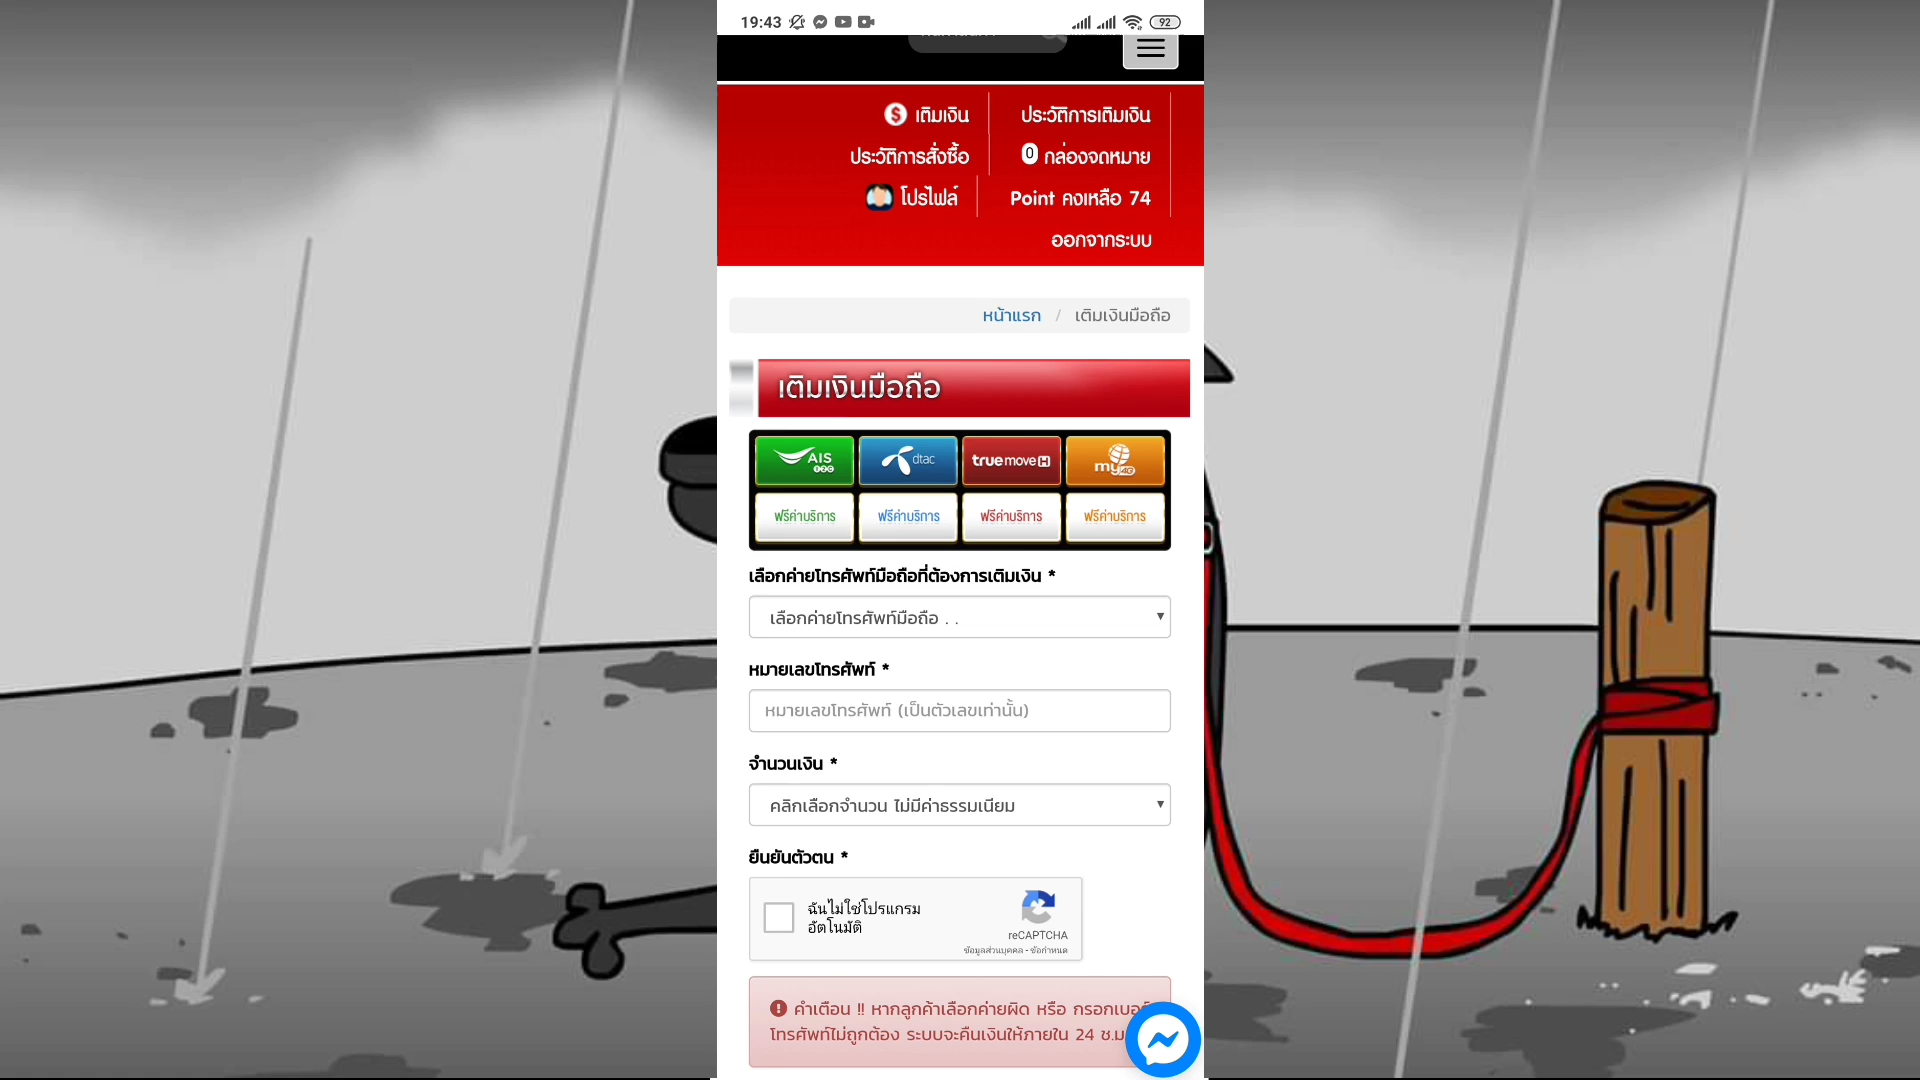 19:43
92
เติมเงิน
ประวัติการเติมเงิน
ประวัติการสั่งซื้อ
0 กล่องจดหมาย
โปรไฟล์
Point คงเหลือ 74
ออกจากระบบ
หน้าแรก / เติมเงินมือถือ
เติมเงินมือถือ
AIS dtac truemove H my 4G
ฟรีค่าบริการ ฟรีค่าบริการ ฟรีค่าบริการ ฟรีค่าบริการ
เลือกค่ายโทรศัพท์มือถือที่ต้องการเติมเงิน *
เลือกค่ายโทรศัพท์มือถือ . .
หมายเลขโทรศัพท์ *
หมายเลขโทรศัพท์ (เป็นตัวเลขเท่านั้น)
จำนวนเงิน *
คลิกเลือกจำนวน ไม่มีค่าธรรมเนียม
ยืนยันตัวตน *
ฉันไม่ใช่โปรแกรม
อัตโนมัติ
reCAPTCHA
ข้อมูลส่วนบุคคล - ข้อกำหนด
คำเตือน !! หากลูกค้าเลือกค่ายผิด หรือ กรอกเบอร์
โทรศัพท์ไม่ถูกต้อง ระบบจะคืนเงินให้ภายใน 24 ช.ม